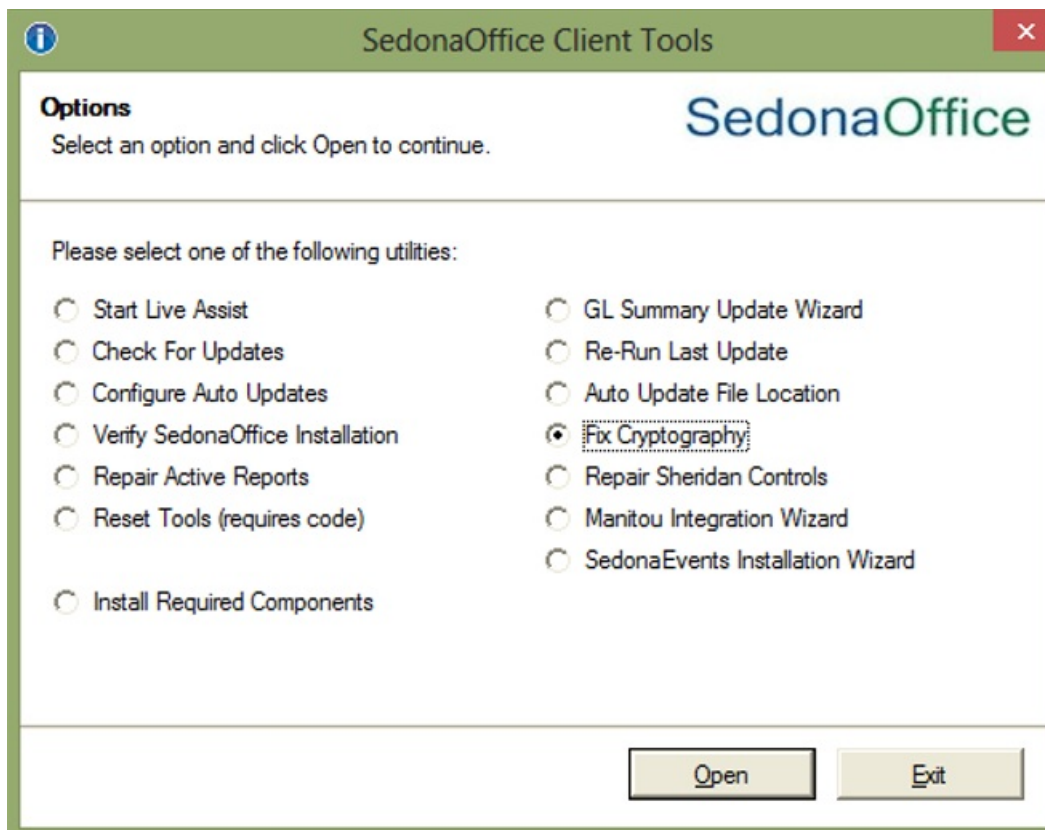 SedonaOffice Client Tools
Options
Select an option and click Open to continue.
SedonaOffice
Please select one of the following utilities:
Start Live Assist
Check For Updates
Configure Auto Updates
Verify SedonaOffice Installation
Repair Active Reports
Reset Tools (requires code)
Install Required Components
GL Summary Update Wizard
Re-Run Last Update
Auto Update File Location
Fix Cryptography
Repair Sheridan Controls
Manitou Integration Wizard
SedonaEvents Installation Wizard
Open
Exit